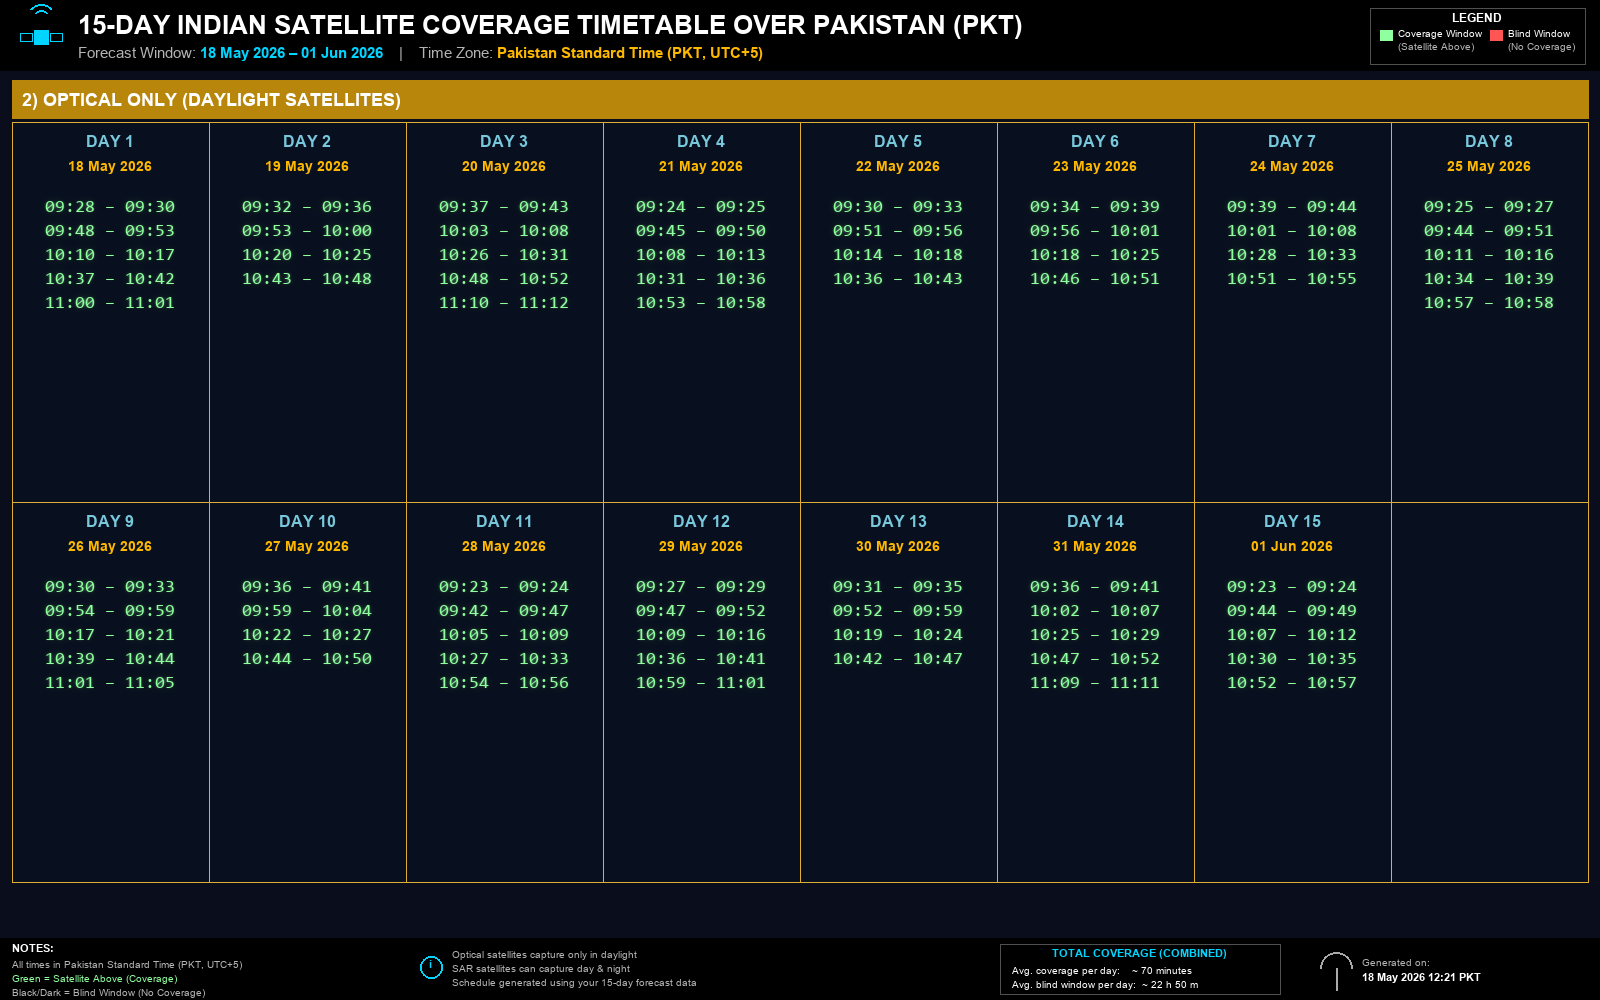 15-DAY INDIAN SATELLITE COVERAGE TIMETABLE OVER PAKISTAN (PKT)
Forecast Window: 18 May 2026 – 01 Jun 2026 | Time Zone: Pakistan Standard Time (PKT, UTC+5)
LEGEND
Coverage Window
(Satellite Above)
Blind Window
(No Coverage)
2) OPTICAL ONLY (DAYLIGHT SATELLITES)
DAY 1
18 May 2026
09:28 – 09:30
09:48 – 09:53
10:10 – 10:17
10:37 – 10:42
11:00 – 11:01
DAY 2
19 May 2026
09:32 – 09:36
09:53 – 10:00
10:20 – 10:25
10:43 – 10:48
DAY 3
20 May 2026
09:37 – 09:43
10:03 – 10:08
10:26 – 10:31
10:48 – 10:52
11:10 – 11:12
DAY 4
21 May 2026
09:24 – 09:25
09:45 – 09:50
10:08 – 10:13
10:31 – 10:36
10:53 – 10:58
DAY 5
22 May 2026
09:30 – 09:33
09:51 – 09:56
10:14 – 10:18
10:36 – 10:43
DAY 6
23 May 2026
09:34 – 09:39
09:56 – 10:01
10:18 – 10:25
10:46 – 10:51
DAY 7
24 May 2026
09:39 – 09:44
10:01 – 10:08
10:28 – 10:33
10:51 – 10:55
DAY 8
25 May 2026
09:25 – 09:27
09:44 – 09:51
10:11 – 10:16
10:34 – 10:39
10:57 – 10:58
DAY 9
26 May 2026
09:30 – 09:33
09:54 – 09:59
10:17 – 10:21
10:39 – 10:44
11:01 – 11:05
DAY 10
27 May 2026
09:36 – 09:41
09:59 – 10:04
10:22 – 10:27
10:44 – 10:50
DAY 11
28 May 2026
09:23 – 09:24
09:42 – 09:47
10:05 – 10:09
10:27 – 10:33
10:54 – 10:56
DAY 12
29 May 2026
09:27 – 09:29
09:47 – 09:52
10:09 – 10:16
10:36 – 10:41
10:59 – 11:01
DAY 13
30 May 2026
09:31 – 09:35
09:52 – 09:59
10:19 – 10:24
10:42 – 10:47
DAY 14
31 May 2026
09:36 – 09:41
10:02 – 10:07
10:25 – 10:29
10:47 – 10:52
11:09 – 11:11
DAY 15
01 Jun 2026
09:23 – 09:24
09:44 – 09:49
10:07 – 10:12
10:30 – 10:35
10:52 – 10:57
NOTES:
All times in Pakistan Standard Time (PKT, UTC+5)
Green = Satellite Above (Coverage)
Black/Dark = Blind Window (No Coverage)
i
Optical satellites capture only in daylight
SAR satellites can capture day & night
Schedule generated using your 15-day forecast data
TOTAL COVERAGE (COMBINED)
Avg. coverage per day: ~ 70 minutes
Avg. blind window per day: ~ 22 h 50 m
Generated on:
18 May 2026 12:21 PKT